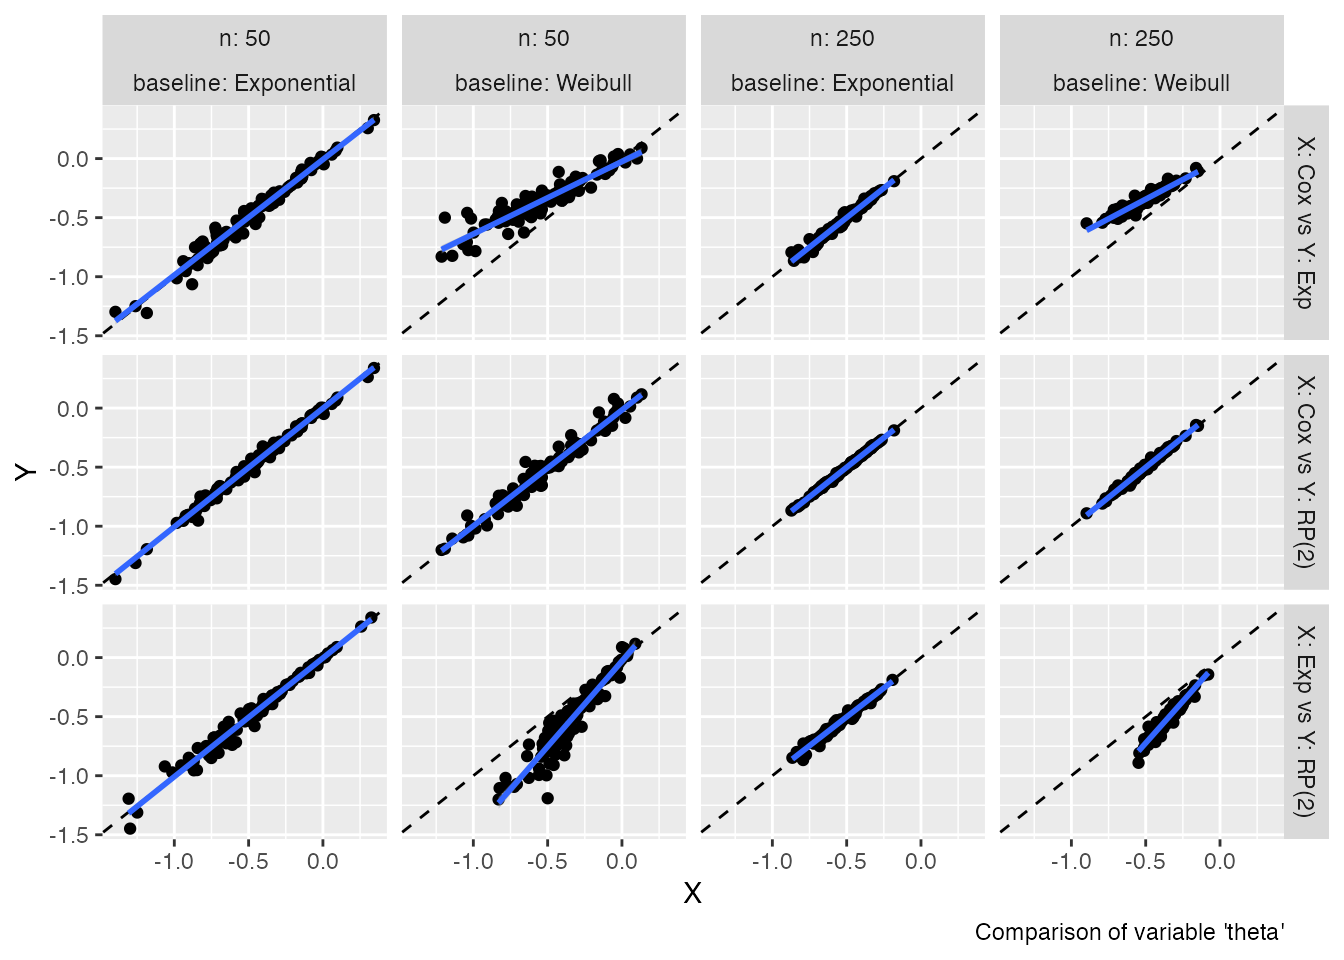 n: 50
baseline: Exponential
n: 50
baseline: Weibull
n: 250
baseline: Exponential
n: 250
baseline: Weibull
0.0
-0.5
-1.0
-1.5
X: Cox vs Y: Exp
0.0
-0.5
-1.0
-1.5
X: Cox vs Y: RP(2)
0.0
-0.5
-1.0
-1.5
X: Exp vs Y: RP(2)
Y
-1.0 -0.5 0.0
-1.0 -0.5 0.0
-1.0 -0.5 0.0
-1.0 -0.5 0.0
X
Comparison of variable 'theta'